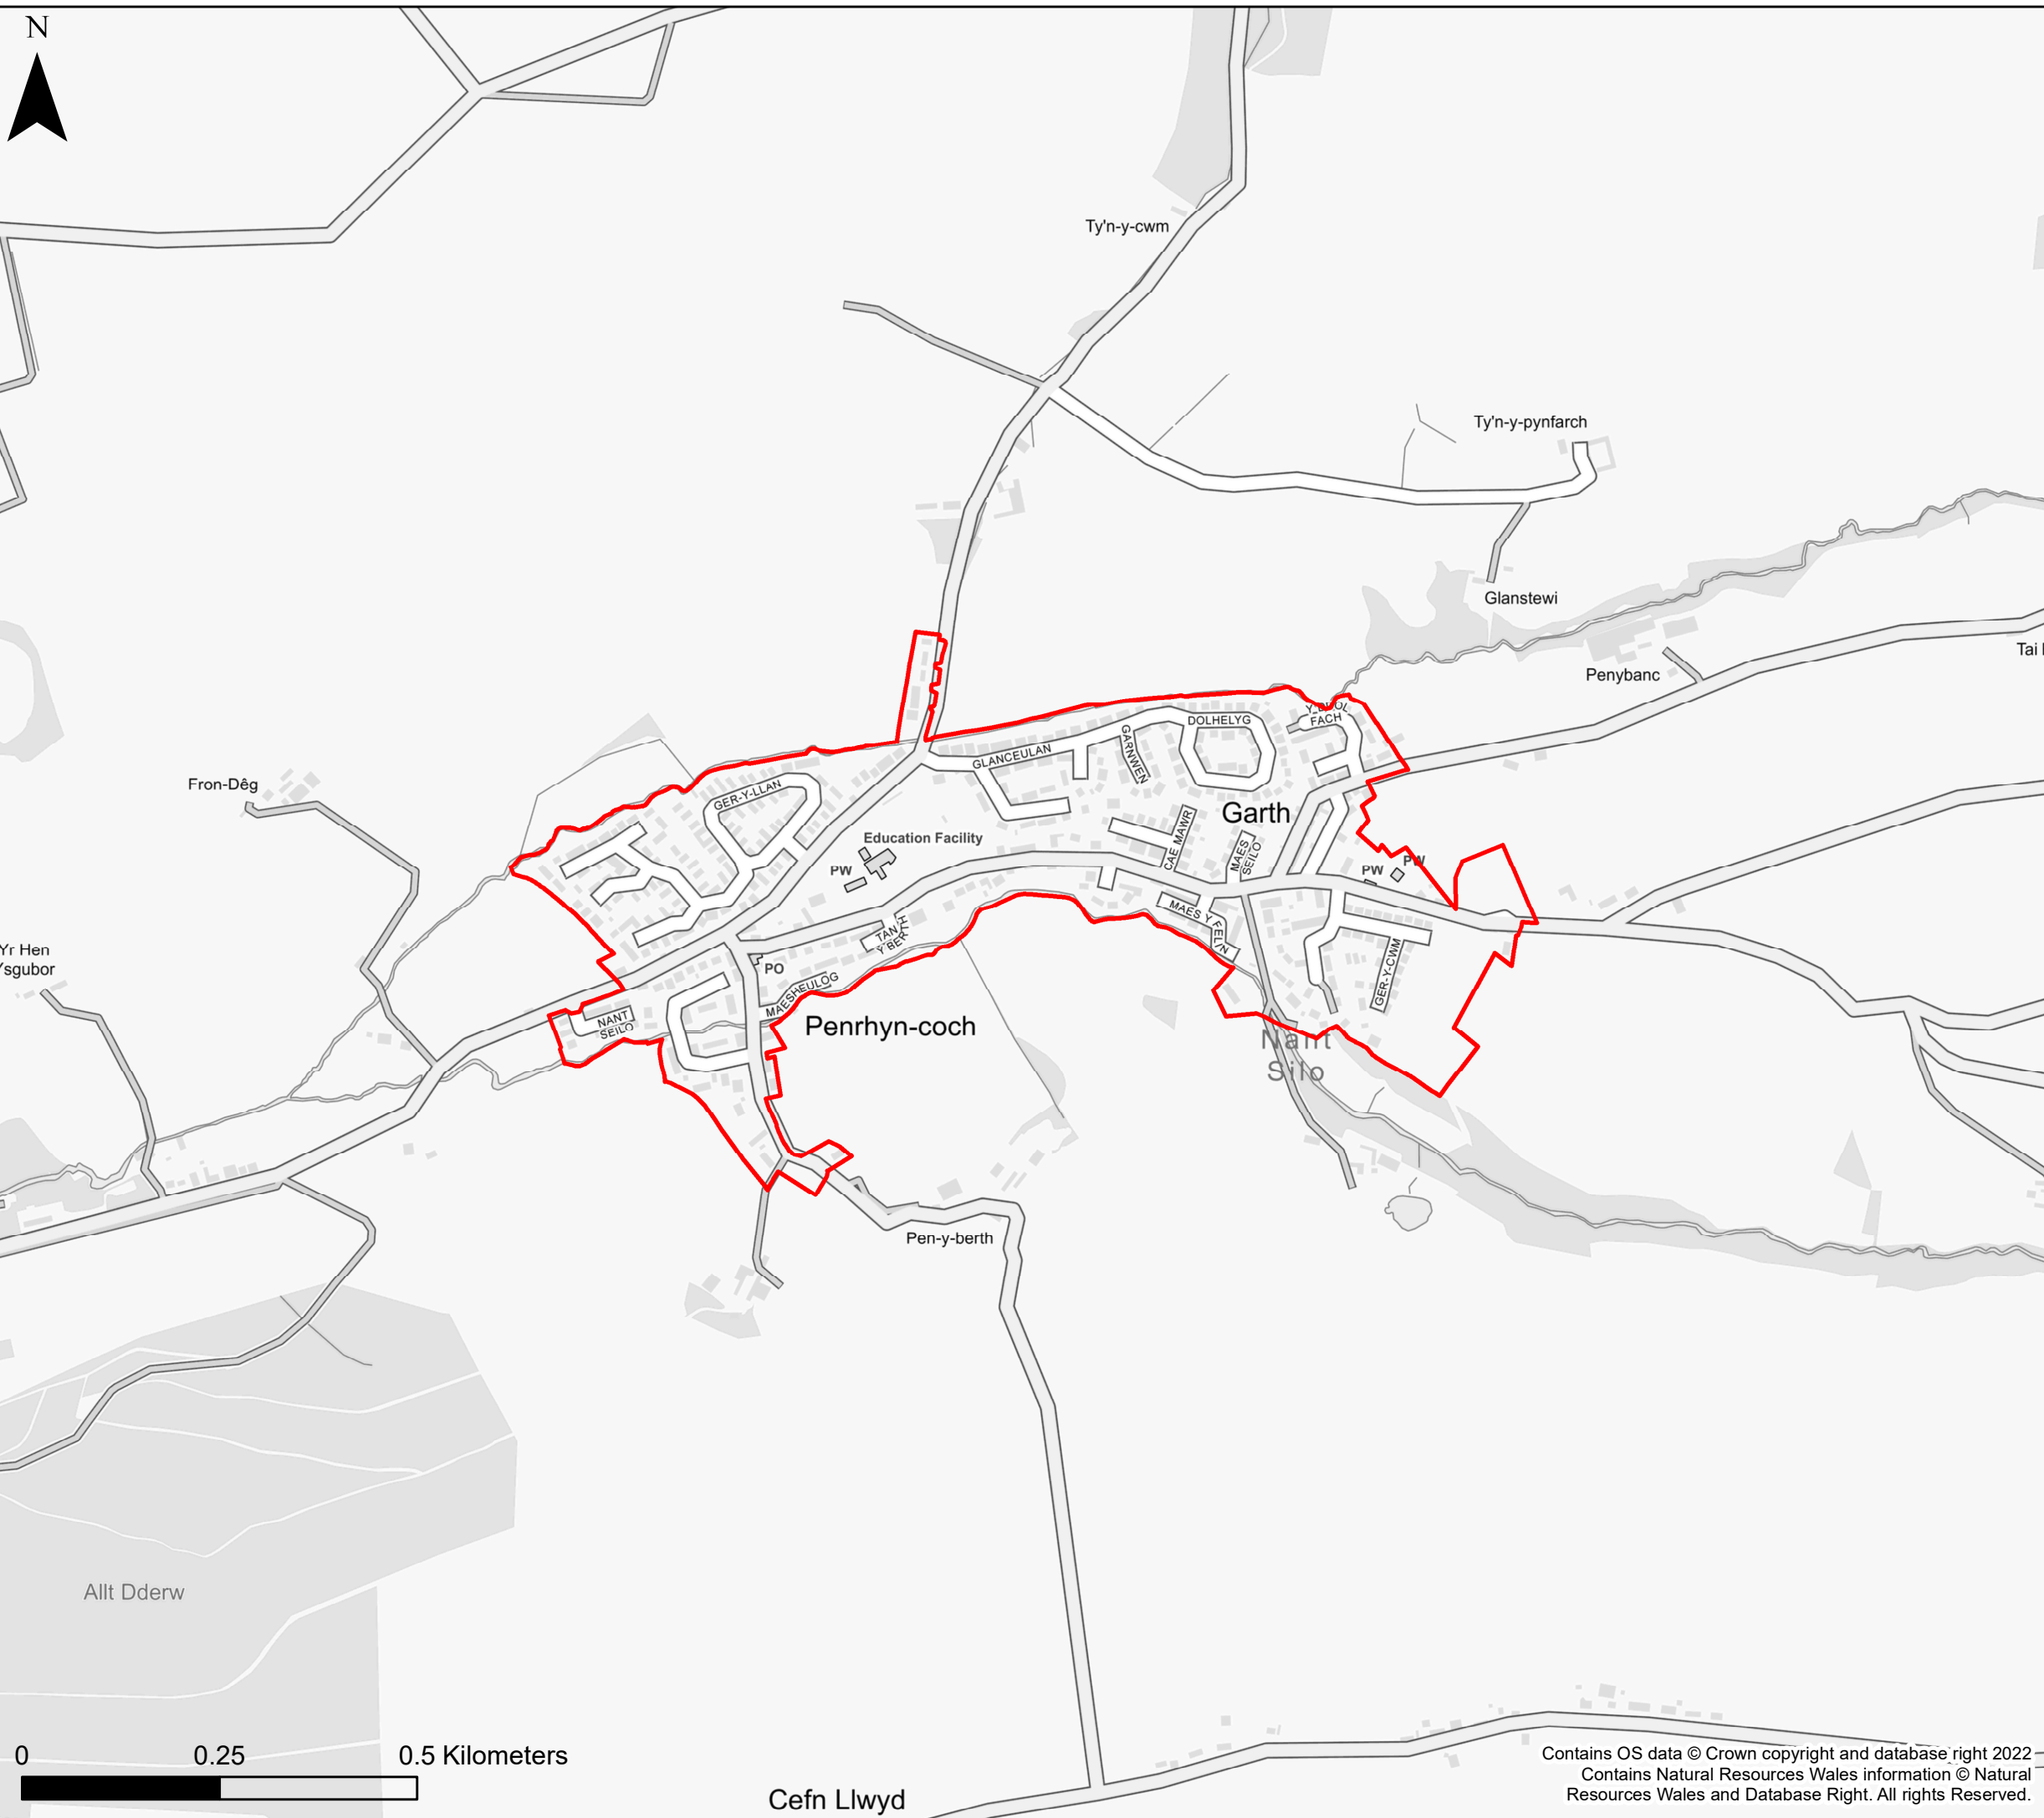 N
Ty'n-y-cwm
Ty'n-y-pynfarch
Glanstewi
Penybanc
Tai
Fron-Dêg
Y DDOL
FACH
DOLHELYG
GARNWEN
GLANCEULAN
GER-Y-LLAN
Garth
Education Facility
CAE MAWR
MAES
SEILO
PW
PW
PW
MAES Y FELIN
TAN
Y BERTH
GER-Y-CWM
Yr Hen
Ysgubor
PO
MAESHEULOG
NANT
SEILO
Penrhyn-coch
Nant
Silo
Pen-y-berth
Allt Dderw
0 0.25 0.5 Kilometers
Cefn Llwyd
Contains OS data © Crown copyright and database right 2022
Contains Natural Resources Wales information © Natural
Resources Wales and Database Right. All rights Reserved.